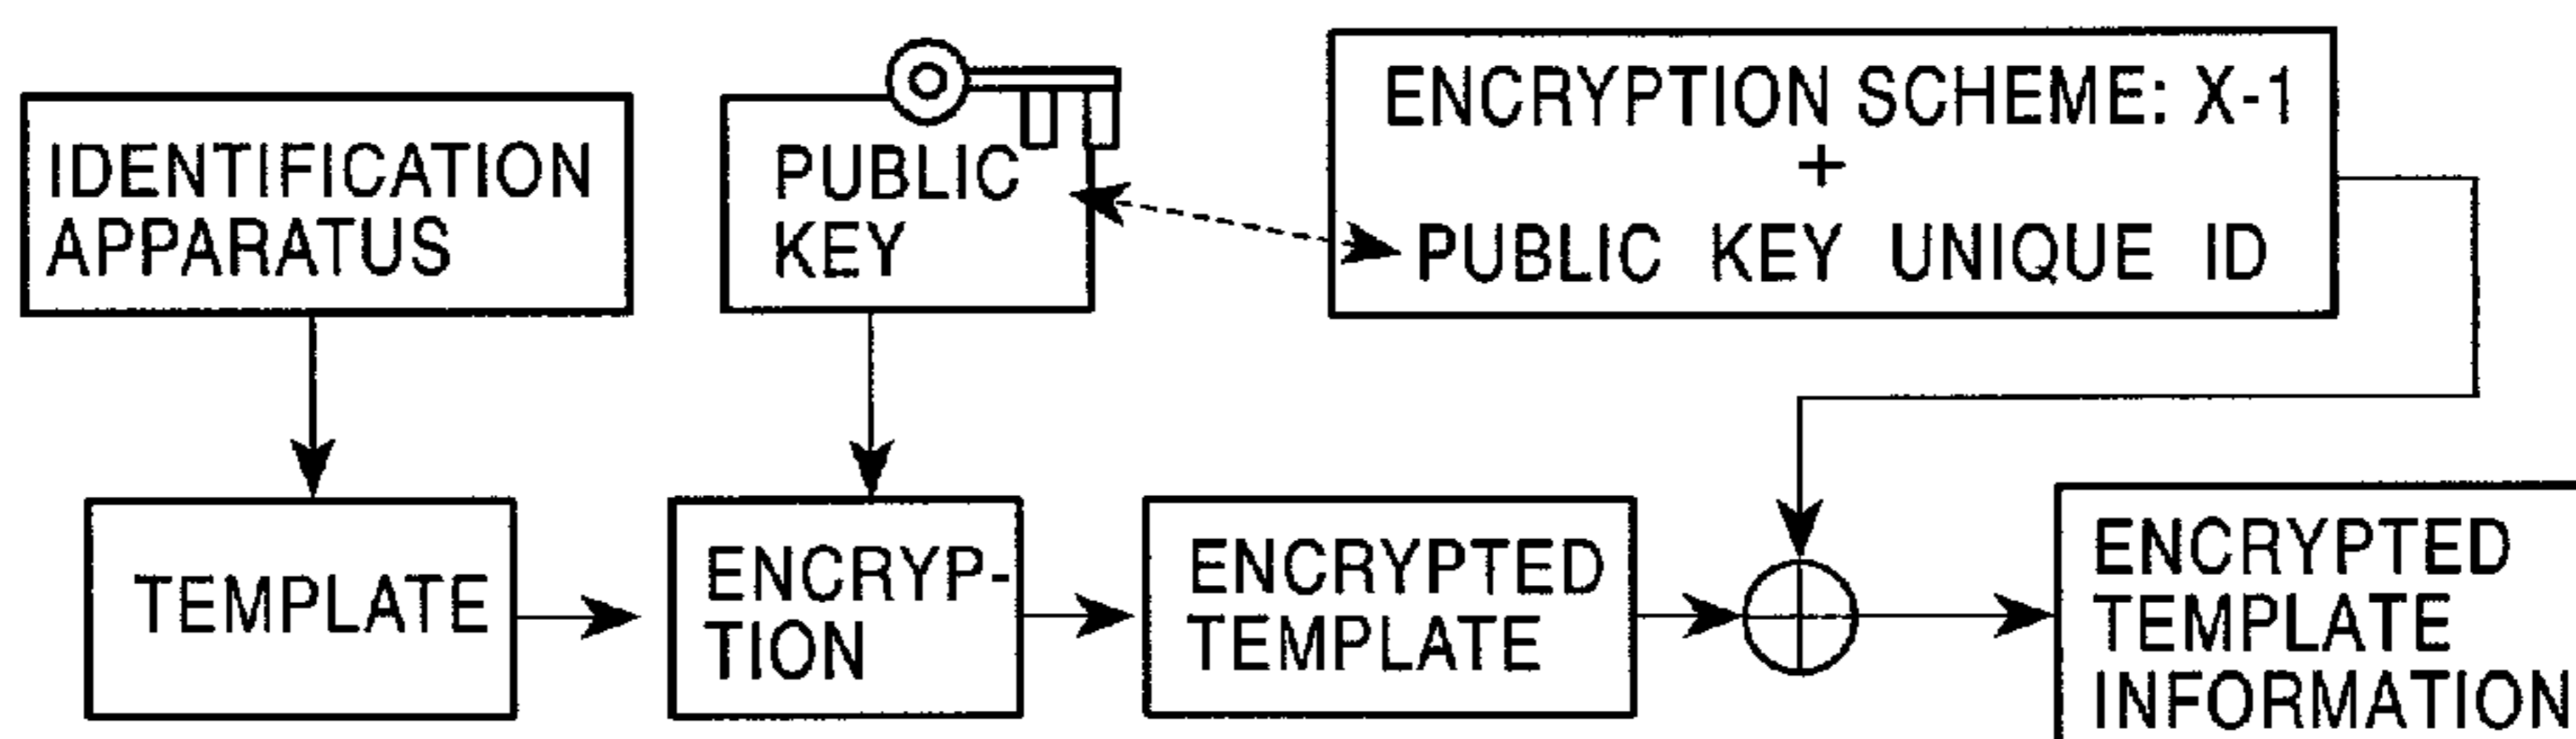 IDENTIFICATION
APPARATUS
PUBLIC
KEY
ENCRYPTION SCHEME: X-1
+
PUBLIC KEY UNIQUE ID
TEMPLATE
ENCRYP-
TION
ENCRYPTED
TEMPLATE
ENCRYPTED
TEMPLATE
INFORMATION